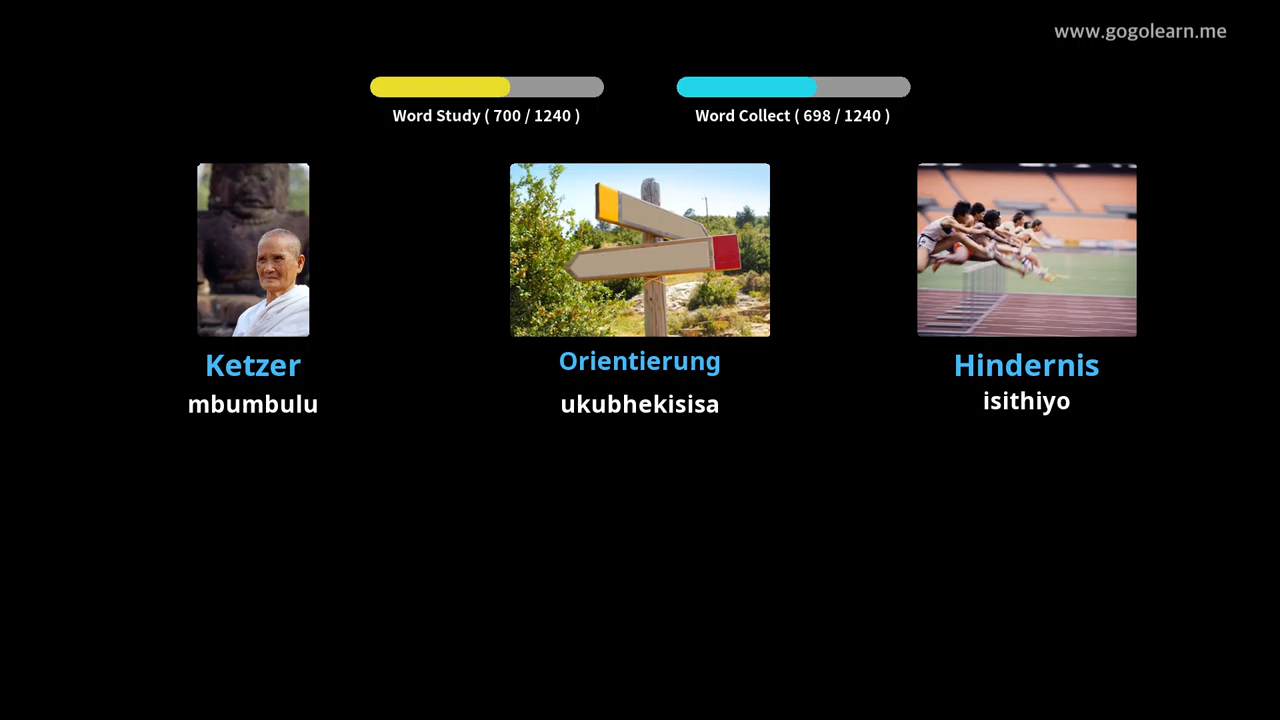 www.gogolearn.me
Word Study ( 700 / 1240 )
Word Collect ( 698 / 1240 )
Ketzer
mbumbulu
Orientierung
ukubhekisisa
Hindernis
isithiyo